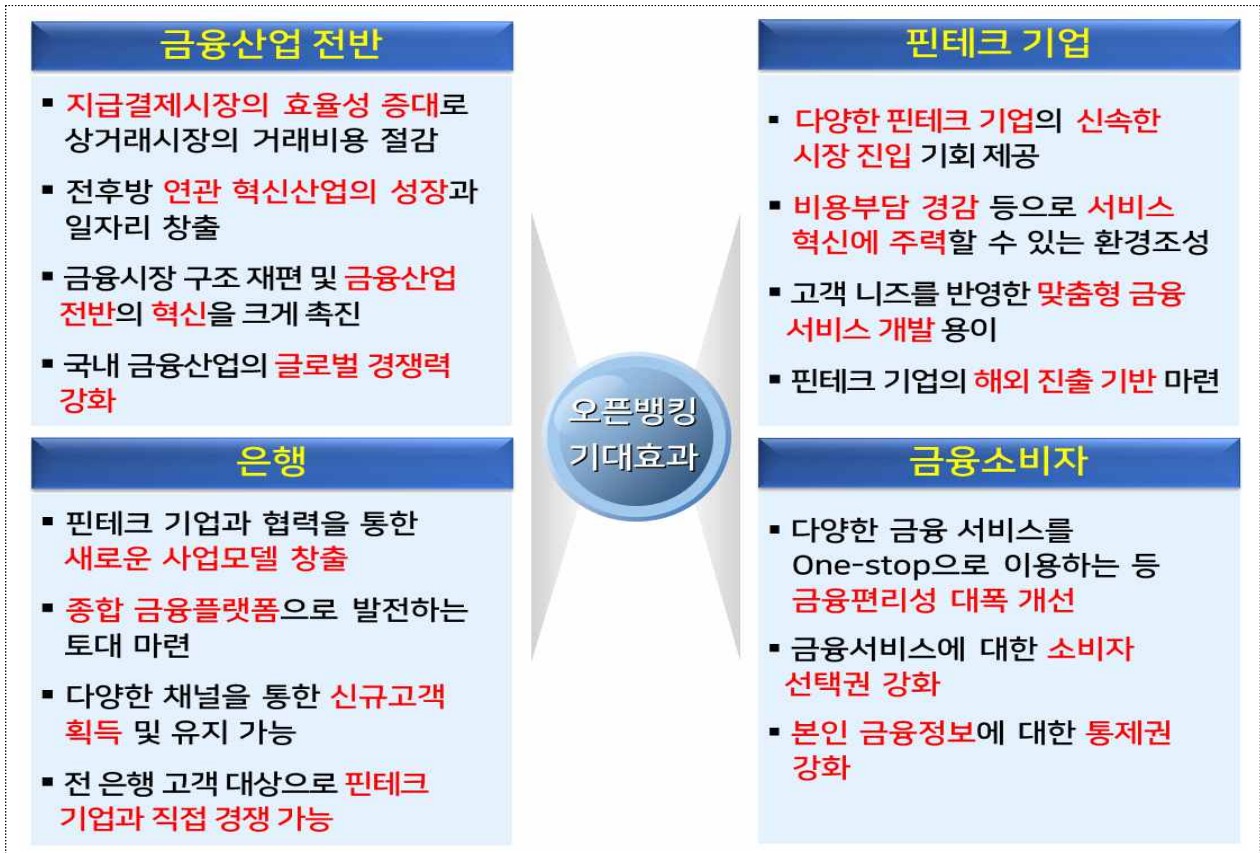 금융산업 전반
▪ 지급결제시장의 효율성 증대로
상거래시장의 거래비용 절감
▪ 전후방 연관 혁신산업의 성장과
일자리 창출
▪ 금융시장 구조 재편 및 금융산업
전반의 혁신을 크게 촉진
▪ 국내 금융산업의 글로벌 경쟁력
강화
핀테크 기업
▪ 다양한 핀테크 기업의 신속한
시장 진입 기회 제공
▪ 비용부담 경감 등으로 서비스
혁신에 주력할 수 있는 환경조성
▪ 고객 니즈를 반영한 맞춤형 금융
서비스 개발 용이
▪ 핀테크 기업의 해외 진출 기반 마련
오픈뱅킹
기대효과
은행
▪ 핀테크 기업과 협력을 통한
새로운 사업모델 창출
▪ 종합 금융플랫폼으로 발전하는
토대 마련
▪ 다양한 채널을 통한 신규고객
획득 및 유지 가능
▪ 전 은행 고객 대상으로 핀테크
기업과 직접 경쟁 가능
금융소비자
▪ 다양한 금융 서비스를
One-stop으로 이용하는 등
금융편리성 대폭 개선
▪ 금융서비스에 대한 소비자
선택권 강화
▪ 본인 금융정보에 대한 통제권
강화